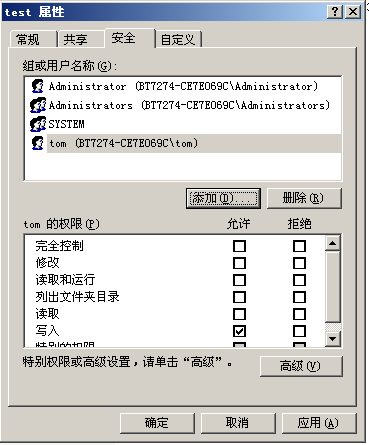 test 属性
常规 共享 安全 自定义
组或用户名称(G):
Administrator (BT7274-CE7E069C\Administrator)
Administrators (BT7274-CE7E069C\Administrators)
SYSTEM
tom (BT7274-CE7E069C\tom)
添加(D)... 删除(R)
tom 的权限(P) 允许 拒绝
完全控制
修改
读取和运行
列出文件夹目录
读取
写入
特别的权限
特别权限或高级设置，请单击“高级”。 高级(V)
确定 取消 应用(A)